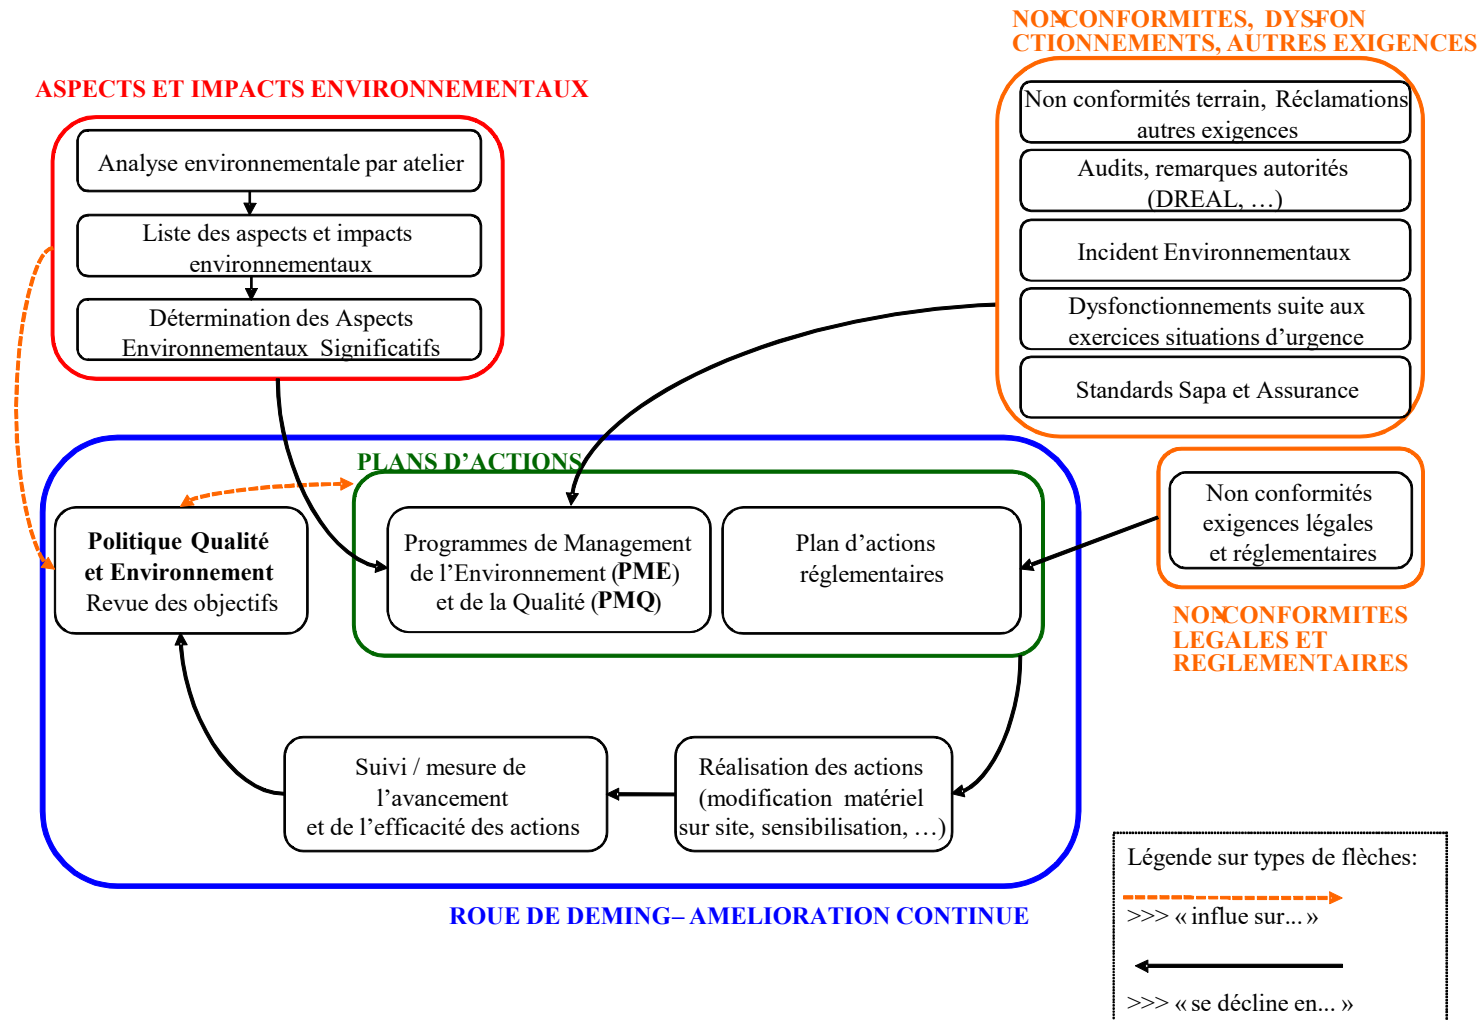 NON-CONFORMITES, DYSFON
CTIONNEMENTS, AUTRES EXIGENCES
ASPECTS ET IMPACTS ENVIRONNEMENTAUX
Non conformités terrain, Réclamations
autres exigences
Analyse environnementale par atelier
Audits, remarques autorités
(DREAL, …)
Liste des aspects et impacts
environnementaux
Incident Environnementaux
Détermination des Aspects
Environnementaux Significatifs
Dysfonctionnements suite aux
exercices situations d’urgence
Standards Sapa et Assurance
PLANS D’ACTIONS
Politique Qualité
et Environnement
Revue des objectifs
Programmes de Management
de l’Environnement (PME)
et de la Qualité (PMQ)
Plan d’actions
réglementaires
Non conformités
exigences légales
et réglementaires
NON-CONFORMITES
LEGALES ET
REGLEMENTAIRES
Suivi / mesure de
l’avancement
et de l’efficacité des actions
Réalisation des actions
(modification matériel
sur site, sensibilisation, …)
ROUE DE DEMING– AMELIORATION CONTINUE
Légende sur types de flèches:
>>> « influe sur... »
>>> « se décline en... »